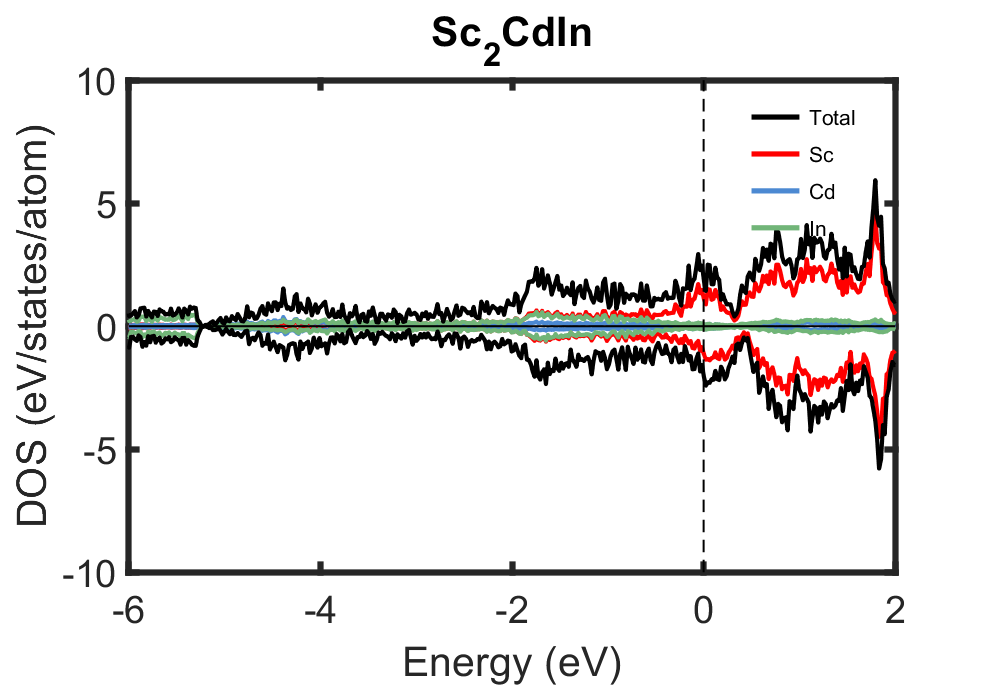 Sc2CdIn
10
5
0
-5
-10
DOS (eV/states/atom)
Total
Sc
Cd
In
-6
-4
-2
0
2
Energy (eV)